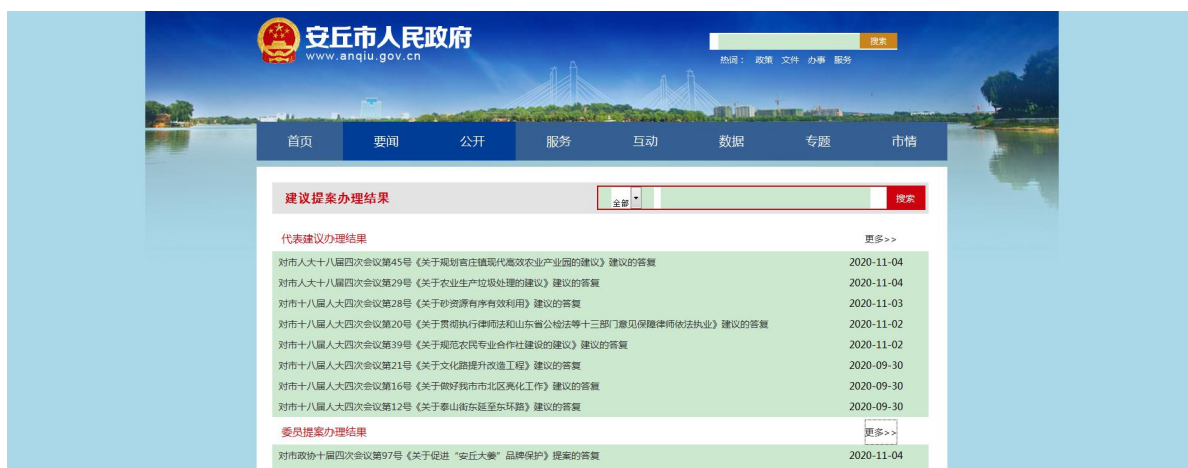 安丘市人民政府
www.anqiu.gov.cn
搜索
热词： 政策 文件 办事 服务
首页 要闻 公开 服务 互动 数据 专题 市情
建议提案办理结果 全部 搜索
代表建议办理结果 更多>>
对市人大十八届四次会议第45号《关于规划官庄镇现代高效农业产业园的建议》建议的答复 2020-11-04
对市人大十八届四次会议第29号《关于农业生产垃圾处理的建议》建议的答复 2020-11-04
对市十八届人大四次会议第28号《关于砂资源有序有效利用》建议的答复 2020-11-03
对市十八届人大四次会议第20号《关于贯彻执行律师法和山东省公检法等十三部门意见保障律师依法执业》建议的答复 2020-11-02
对市十八届人大四次会议第39号《关于规范农民专业合作社建设的建议》建议的答复 2020-11-02
对市十八届人大四次会议第21号《关于文化路提升改造工程》建议的答复 2020-09-30
对市十八届人大四次会议第16号《关于做好我市市北区亮化工作》建议的答复 2020-09-30
对市十八届人大四次会议第12号《关于泰山街东延至东环路》建议的答复 2020-09-30
委员提案办理结果 更多>>
对市政协十届四次会议第97号《关于促进“安丘大姜”品牌保护》提案的答复 2020-11-04